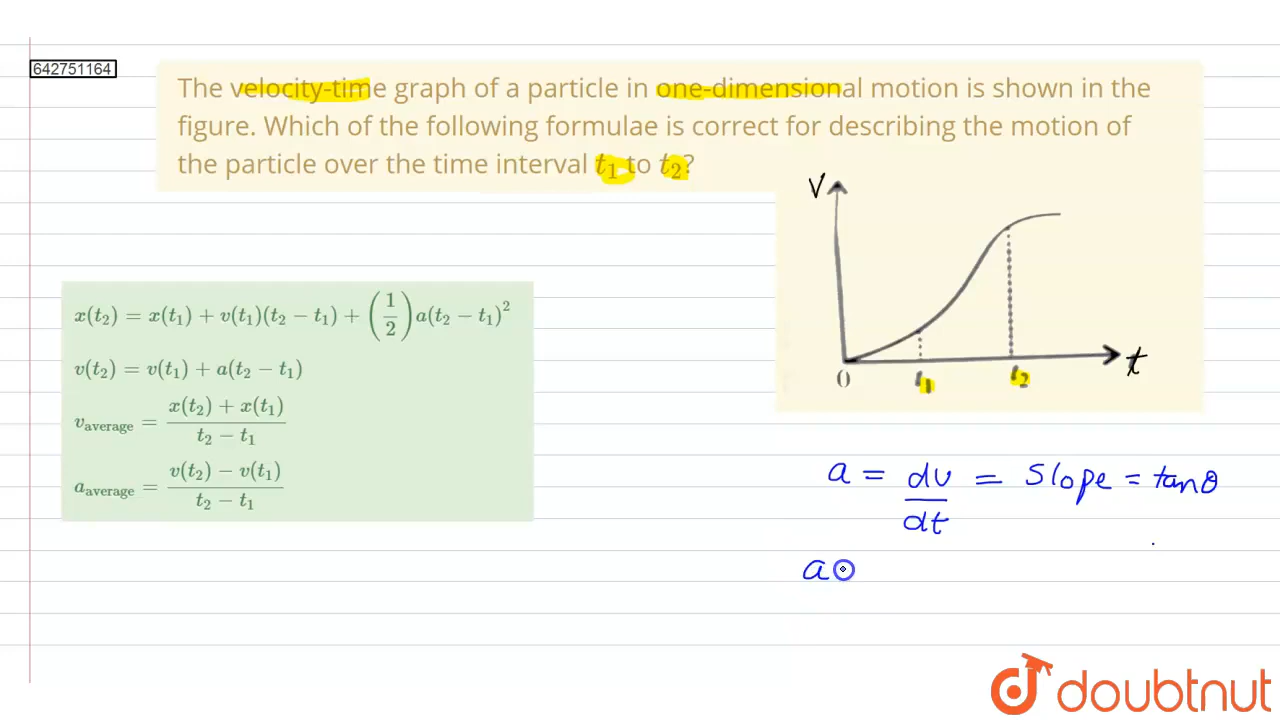 642751164
The velocity-time graph of a particle in one-dimensional motion is shown in the
figure. Which of the following formulae is correct for describing the motion of
the particle over the time interval t₁ to t₂?
V
0
t₁
t₂
t
x(t₂) = x(t₁) + v(t₁)(t₂ − t₁) + (1/2) a(t₂ − t₁)²
v(t₂) = v(t₁) + a(t₂ − t₁)
v_average = (x(t₂) + x(t₁))/(t₂ − t₁)
a_average = (v(t₂) − v(t₁))/(t₂ − t₁)
a = dv/dt = Slope = tanθ
a
doubtnut